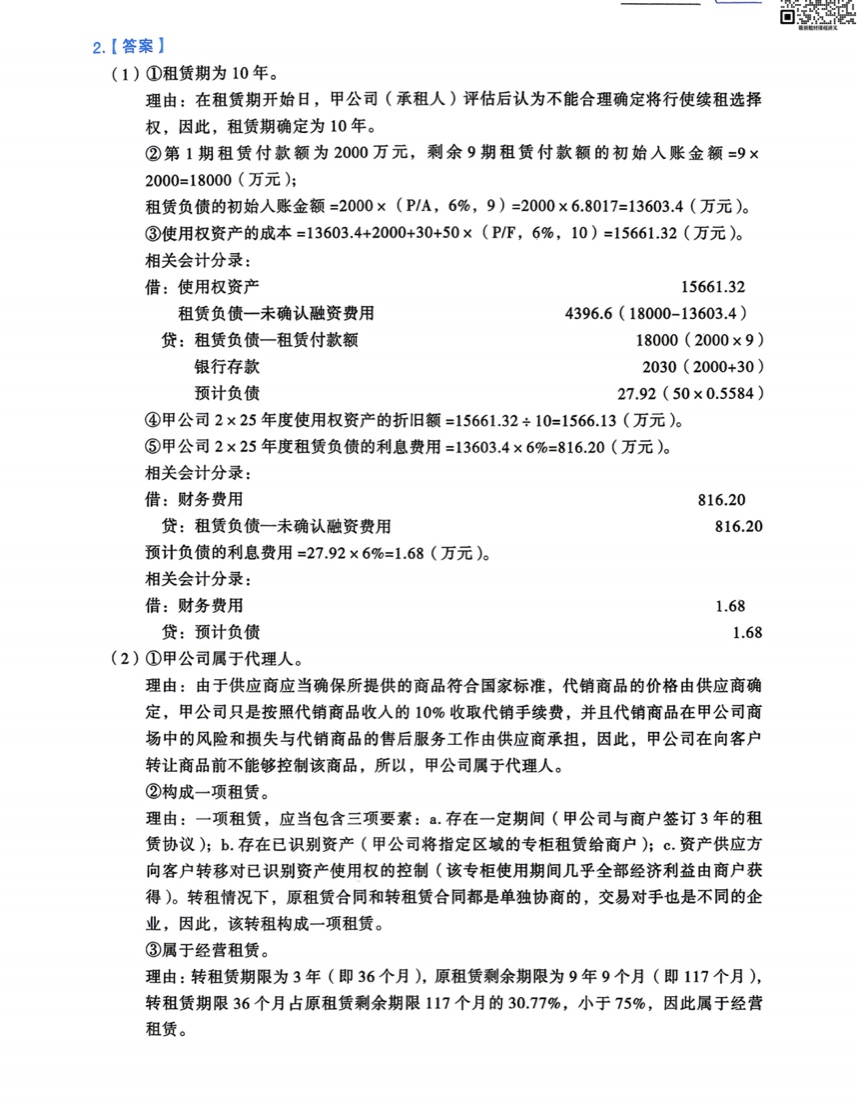 2.【答案】
（1）①租赁期为 10 年。
理由：在租赁期开始日，甲公司（承租人）评估后认为不能合理确定将行使续租选择
权，因此，租赁期确定为 10 年。
②第 1 期租赁付款额为 2000 万元，剩余 9 期租赁付款额的初始入账金额 =9 ×
2000=18000（万元）；
租赁负债的初始入账金额 =2000 ×（P/A，6%，9）=2000 × 6.8017=13603.4（万元）。
③使用权资产的成本 =13603.4+2000+30+50 ×（P/F，6%，10）=15661.32（万元）。
相关会计分录：
借：使用权资产 15661.32
租赁负债—未确认融资费用 4396.6（18000-13603.4）
贷：租赁负债—租赁付款额 18000（2000 × 9）
银行存款 2030（2000+30）
预计负债 27.92（50 × 0.5584）
④甲公司 2 × 25 年度使用权资产的折旧额 =15661.32 ÷ 10=1566.13（万元）。
⑤甲公司 2 × 25 年度租赁负债的利息费用 =13603.4 × 6%=816.20（万元）。
相关会计分录：
借：财务费用 816.20
贷：租赁负债—未确认融资费用 816.20
预计负债的利息费用 =27.92 × 6%=1.68（万元）。
相关会计分录：
借：财务费用 1.68
贷：预计负债 1.68
（2）①甲公司属于代理人。
理由：由于供应商应当确保所提供的商品符合国家标准，代销商品的价格由供应商确
定，甲公司只是按照代销商品收入的 10% 收取代销手续费，并且代销商品在甲公司商
场中的风险和损失与代销商品的售后服务工作由供应商承担，因此，甲公司在向客户
转让商品前不能够控制该商品，所以，甲公司属于代理人。
②构成一项租赁。
理由：一项租赁，应当包含三项要素：a. 存在一定期间（甲公司与商户签订 3 年的租
赁协议）；b. 存在已识别资产（甲公司将指定区域的专柜租赁给商户）；c. 资产供应方
向客户转移对已识别资产使用权的控制（该专柜使用期间几乎全部经济利益由商户获
得）。转租情况下，原租赁合同和转租赁合同都是单独协商的，交易对手也是不同的企
业，因此，该转租构成一项租赁。
③属于经营租赁。
理由：转租赁期限为 3 年（即 36 个月），原租赁剩余期限为 9 年 9 个月（即 117 个月），
转租赁期限 36 个月占原租赁剩余期限 117 个月的 30.77%，小于 75%，因此属于经营
租赁。